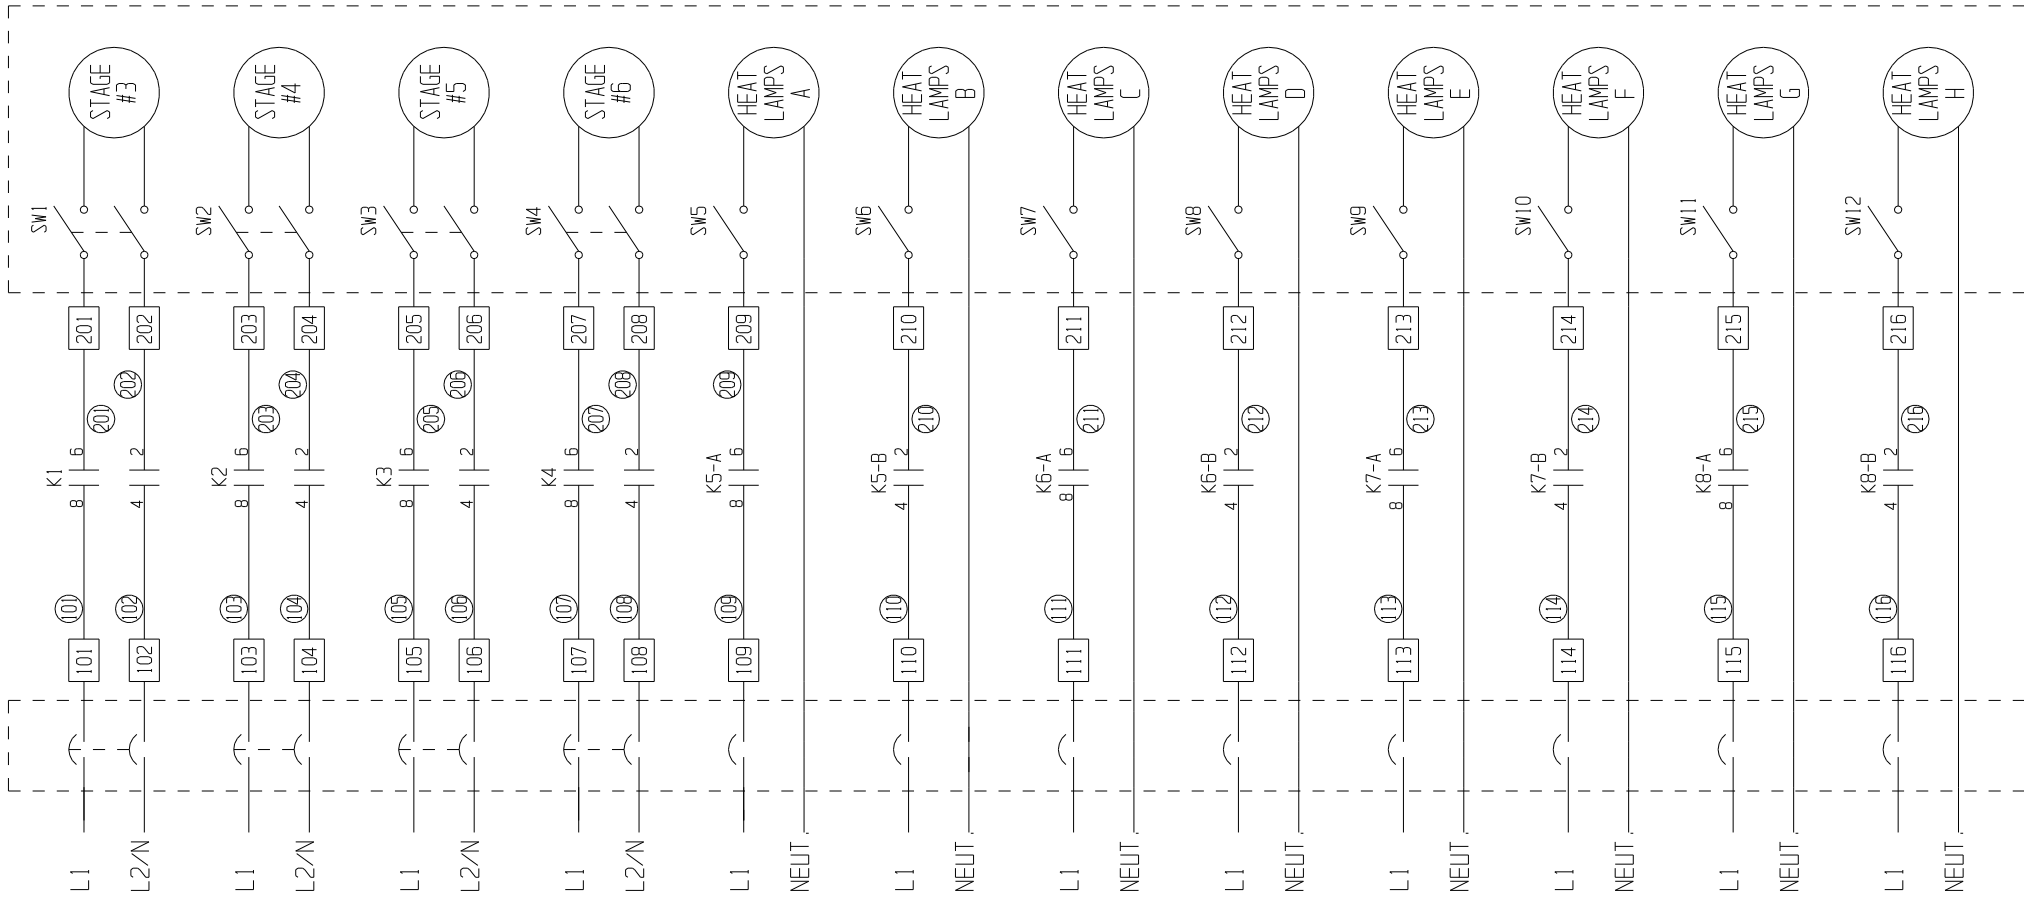 STAGE
#3
STAGE
#4
STAGE
#5
STAGE
#6
HEAT
LAMPS
A
HEAT
LAMPS
B
HEAT
LAMPS
C
HEAT
LAMPS
D
HEAT
LAMPS
E
HEAT
LAMPS
F
HEAT
LAMPS
G
HEAT
LAMPS
H
SW1
SW2
SW3
SW4
SW5
SW6
SW7
SW8
SW9
SW10
SW11
SW12
201
202
203
204
205
206
207
208
209
210
211
212
213
214
215
216
201
202
203
204
205
206
207
208
209
210
211
212
213
214
215
216
K1
6
2
K2
6
2
K3
6
2
K4
6
2
K5-A
6
K5-B
2
K6-A
6
K6-B
2
K7-A
6
K7-B
2
K8-A
6
K8-B
2
8
4
8
4
8
4
8
4
8
4
8
4
8
4
8
4
101
102
103
104
105
106
107
108
109
110
111
112
113
114
115
116
101
102
103
104
105
106
107
108
109
110
111
112
113
114
115
116
L1
L2/N
L1
L2/N
L1
L2/N
L1
L2/N
L1
NEUT.
L1
NEUT.
L1
NEUT.
L1
NEUT.
L1
NEUT.
L1
NEUT.
L1
NEUT.
L1
NEUT.